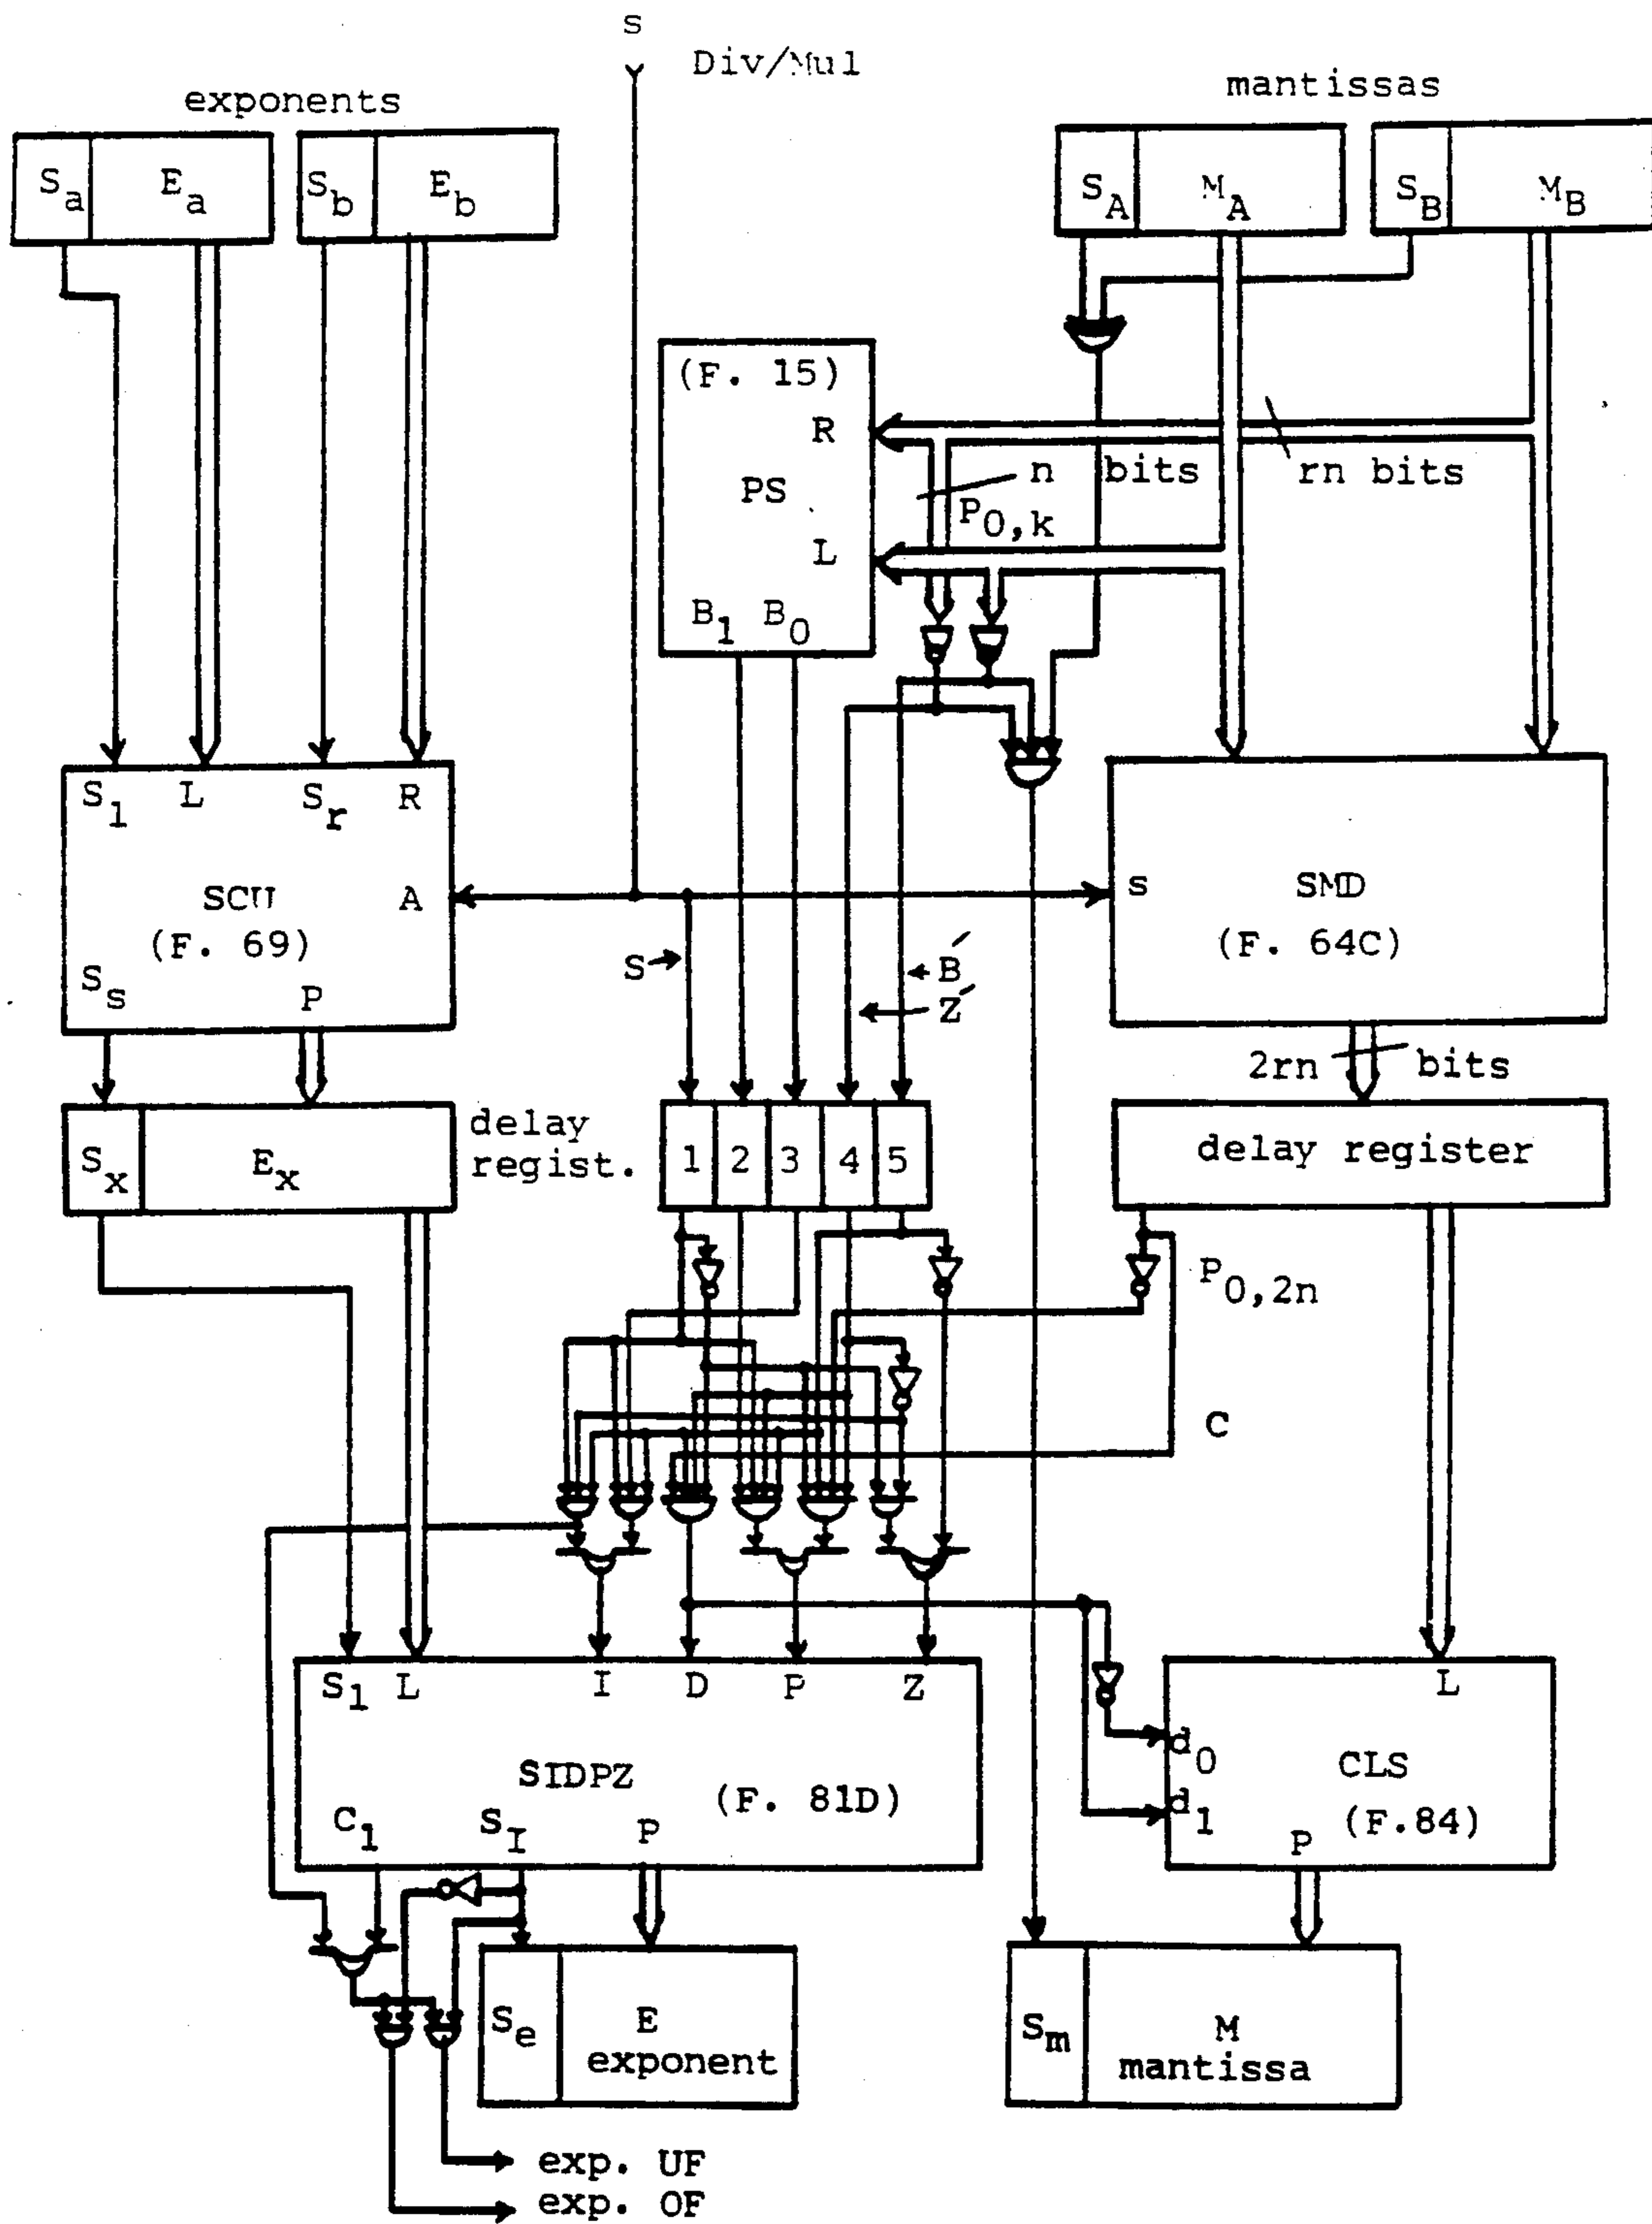 s
Div/Mul
exponents
mantissas
Sa Ea Sb Eb
SA MA SB MB
(F. 15)
R
n bits
rn bits
PS
P0,k
L
B1 B0
S1 L Sr R
SCU
A
(F. 69)
Ss
P
s
SMD
(F. 64C)
S
B′
Z′
2rn bits
Sx Ex
delay
regist.
1 2 3 4 5
delay register
P0,2n
C
S1 L I D P Z
SIDPZ
(F. 81D)
C1 SI P
L
d0
CLS
d1
(F.84)
P
Se E
exponent
Sm M
mantissa
exp. UF
exp. OF